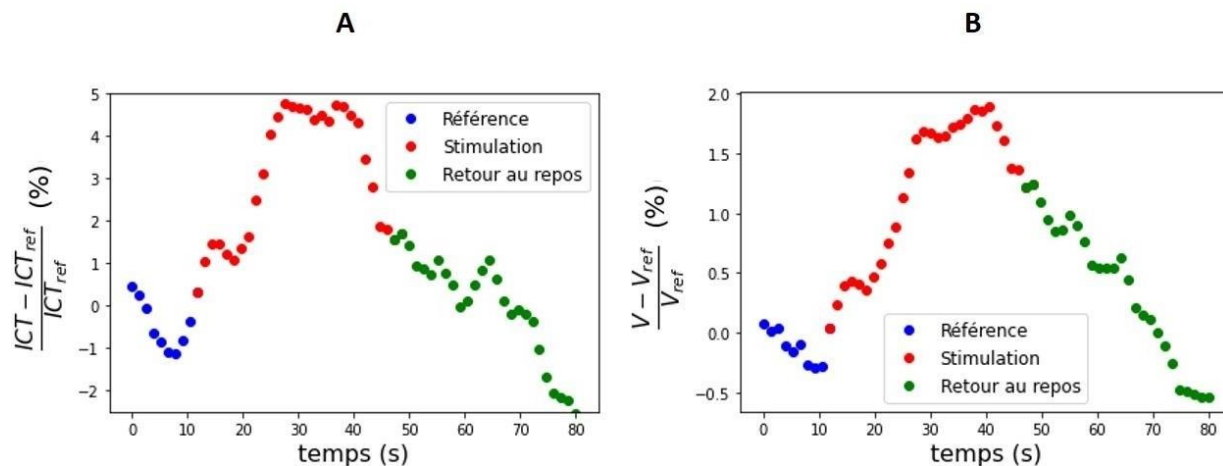 A
B
5
4
3
2
1
0
−1
−2
0 10 20 30 40 50 60 70 80
temps (s)
ICT − ICT_ref
ICT_ref
(%)
Référence
Stimulation
Retour au repos
2.0
1.5
1.0
0.5
0.0
−0.5
0 10 20 30 40 50 60 70 80
temps (s)
V − V_ref
V_ref
(%)
Référence
Stimulation
Retour au repos